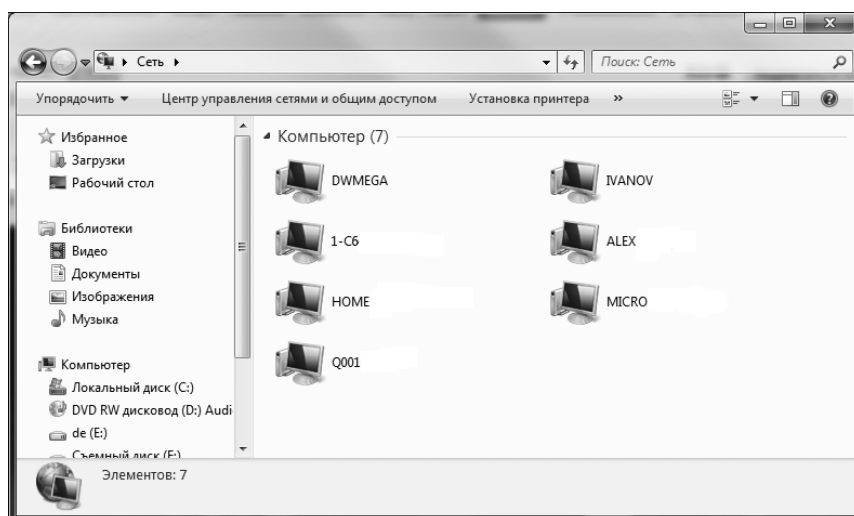 Сеть
Поиск: Сеть
Упорядочить Центр управления сетями и общим доступом Установка принтера »
Избранное
Загрузки
Рабочий стол
Библиотеки
Видео
Документы
Изображения
Музыка
Компьютер
Локальный диск (C:)
DVD RW дисковод (D:) Audi
de (E:)
Съемный диск (F:)
Компьютер (7)
DWMEGA IVANOV
1-C6 ALEX
HOME MICRO
Q001
Элементов: 7